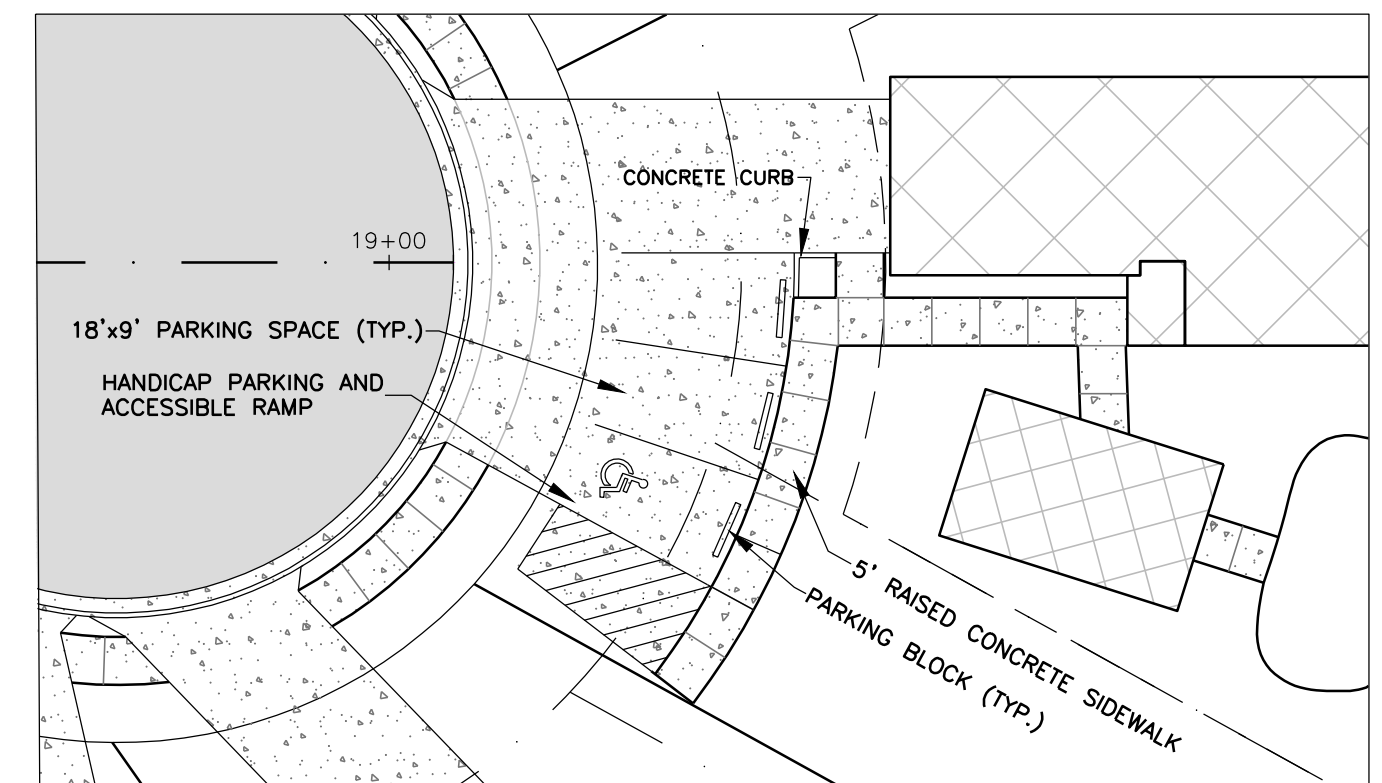 CONCRETE CURB
19+00
18'x9' PARKING SPACE (TYP.)
HANDICAP PARKING AND
ACCESSIBLE RAMP
5' RAISED CONCRETE SIDEWALK
PARKING BLOCK (TYP.)